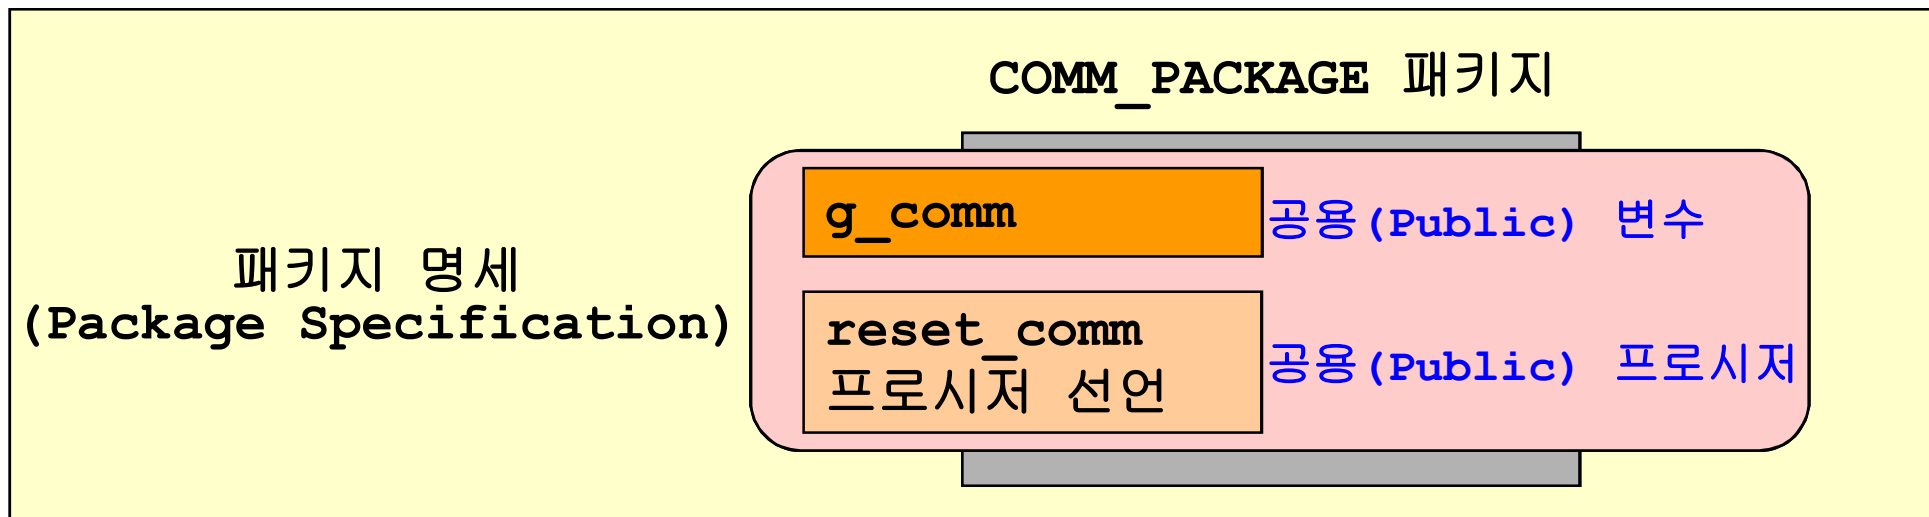 COMM_PACKAGE 패키지
g_comm
공용(Public) 변수
패키지 명세
(Package Specification)
reset_comm
프로시저 선언
공용(Public) 프로시저